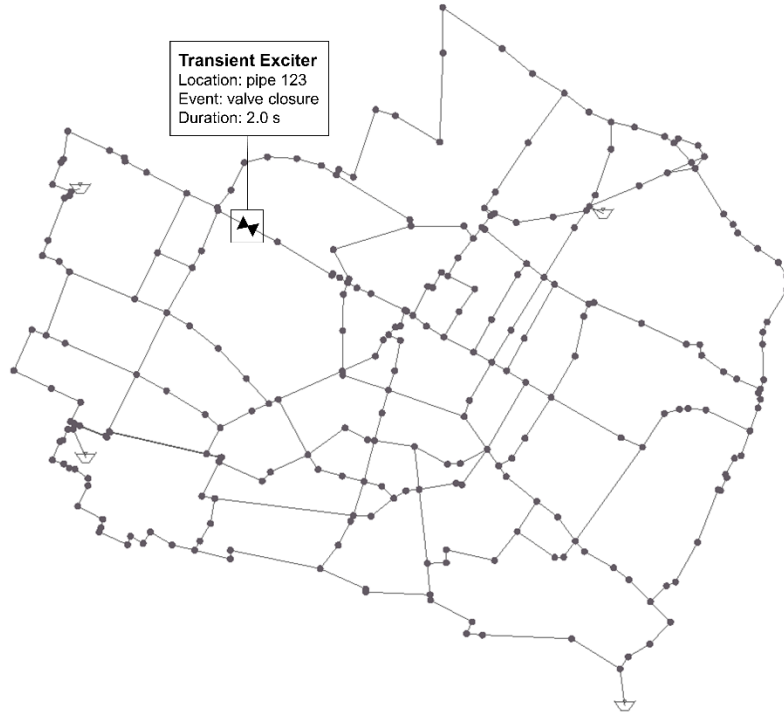 Transient Exciter
Location: pipe 123
Event: valve closure
Duration: 2.0 s